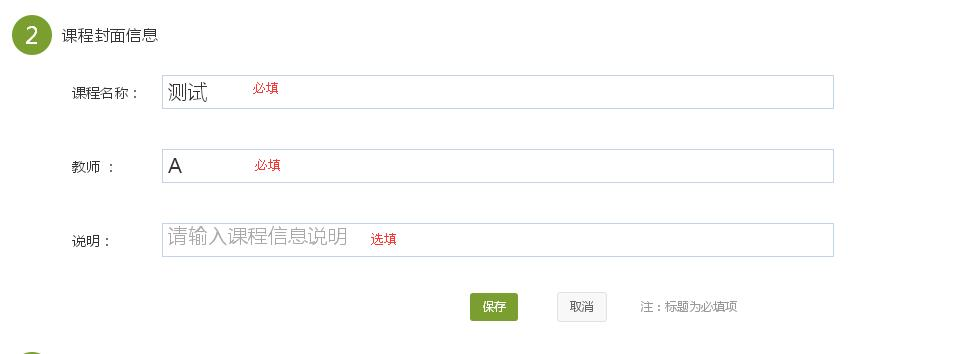 2 课程封面信息
课程名称： 测试 必填
教师 ： A 必填
说明： 请输入课程信息说明 选填
保存 取消 注：标题为必填项